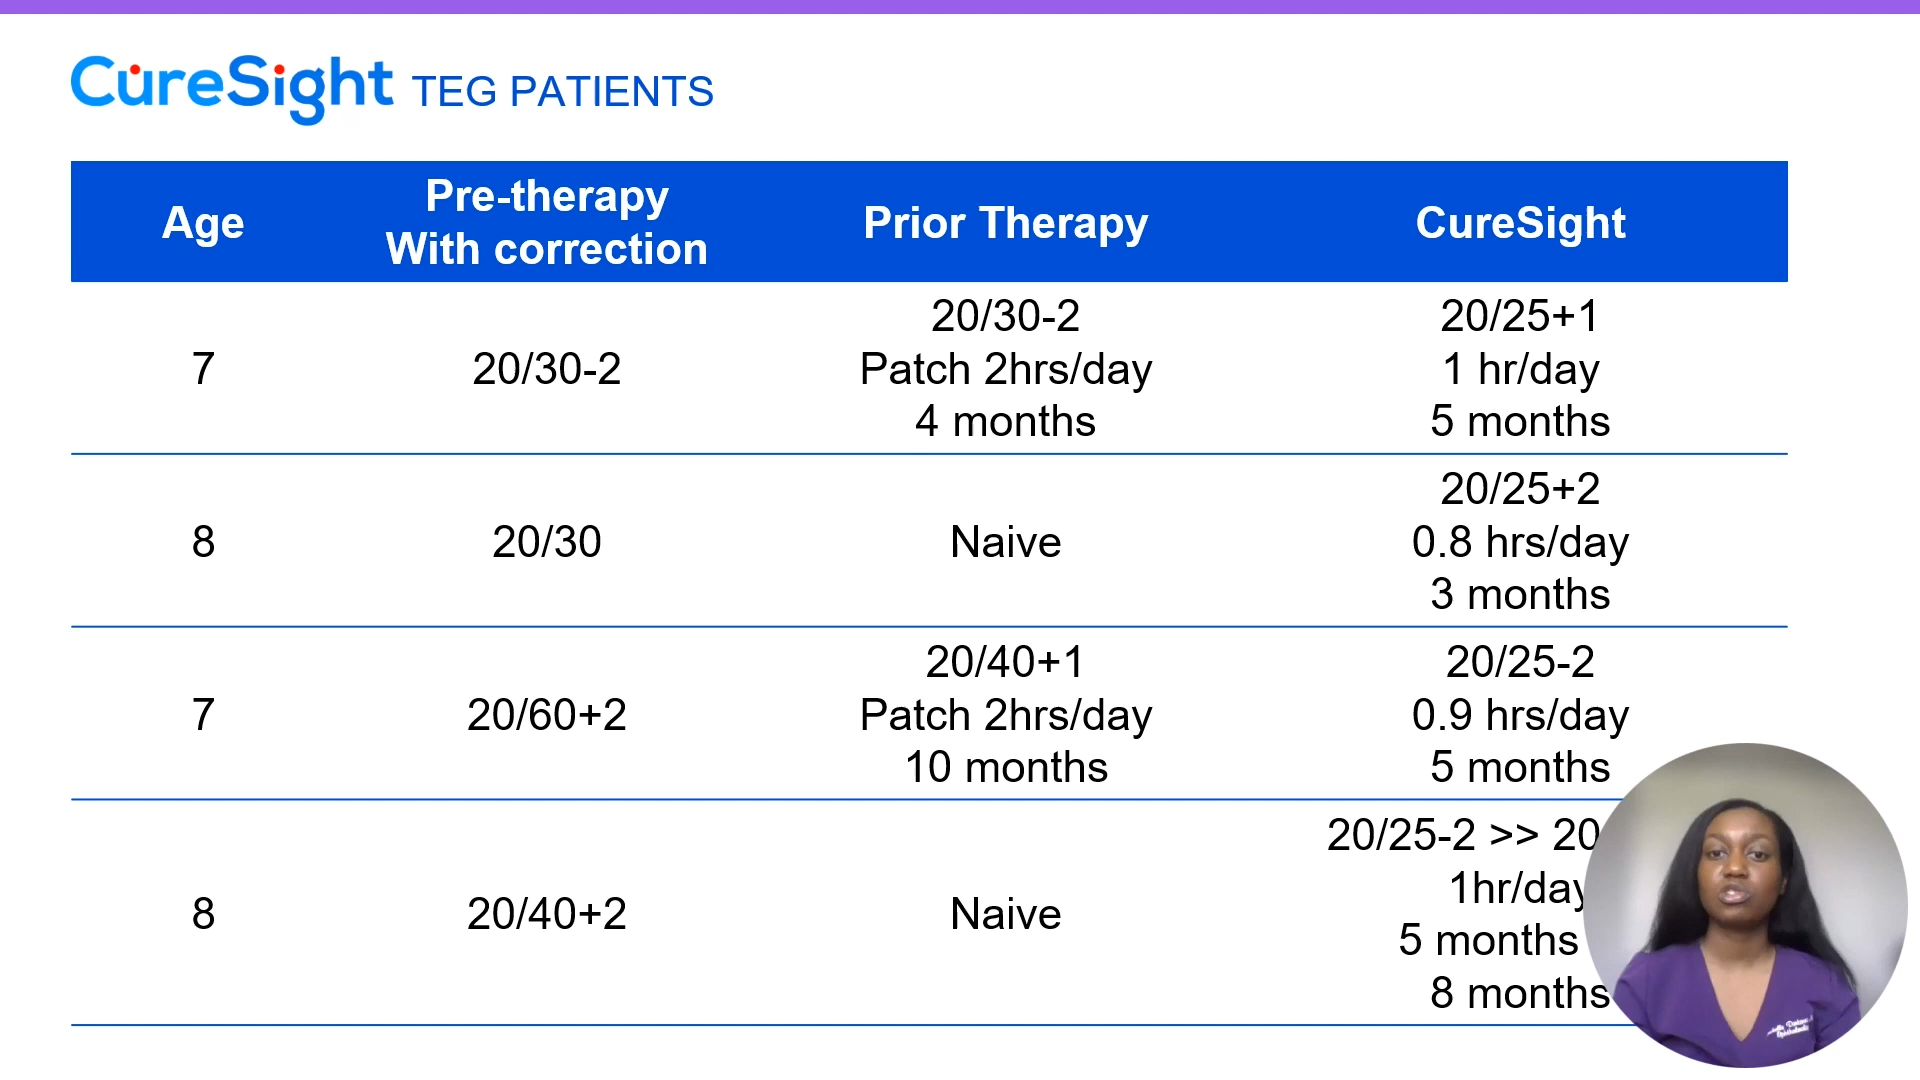 CureSight TEG PATIENTS
Age
Pre-therapy
With correction
Prior Therapy
CureSight
7
20/30-2
20/30-2
Patch 2hrs/day
4 months
20/25+1
1 hr/day
5 months
8
20/30
Naive
20/25+2
0.8 hrs/day
3 months
7
20/60+2
20/40+1
Patch 2hrs/day
10 months
20/25-2
0.9 hrs/day
5 months
8
20/40+2
Naive
20/25-2 >> 20
1hr/day
5 months
8 months